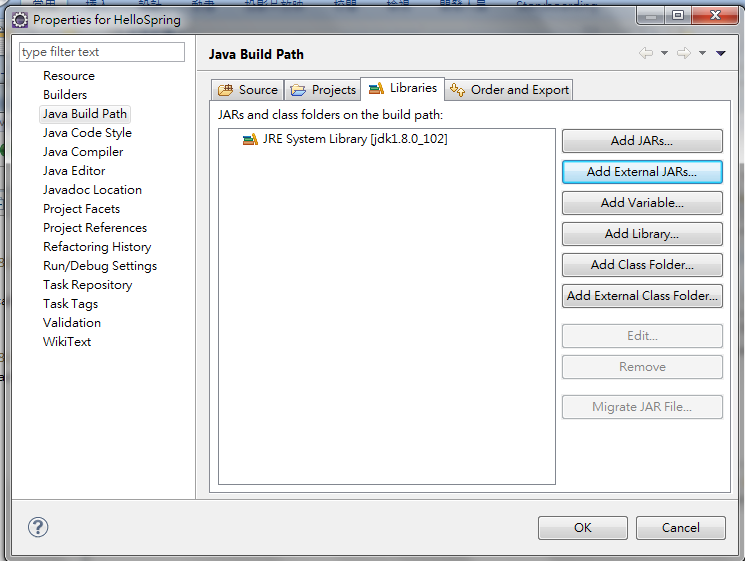 Properties for HelloSpring
type filter text
Resource
Builders
Java Build Path
Java Code Style
Java Compiler
Java Editor
Javadoc Location
Project Facets
Project References
Refactoring History
Run/Debug Settings
Task Repository
Task Tags
Validation
WikiText
Java Build Path
Source
Projects
Libraries
Order and Export
JARs and class folders on the build path:
JRE System Library [jdk1.8.0_102]
Add JARs...
Add External JARs...
Add Variable...
Add Library...
Add Class Folder...
Add External Class Folder...
Edit...
Remove
Migrate JAR File...
OK
Cancel